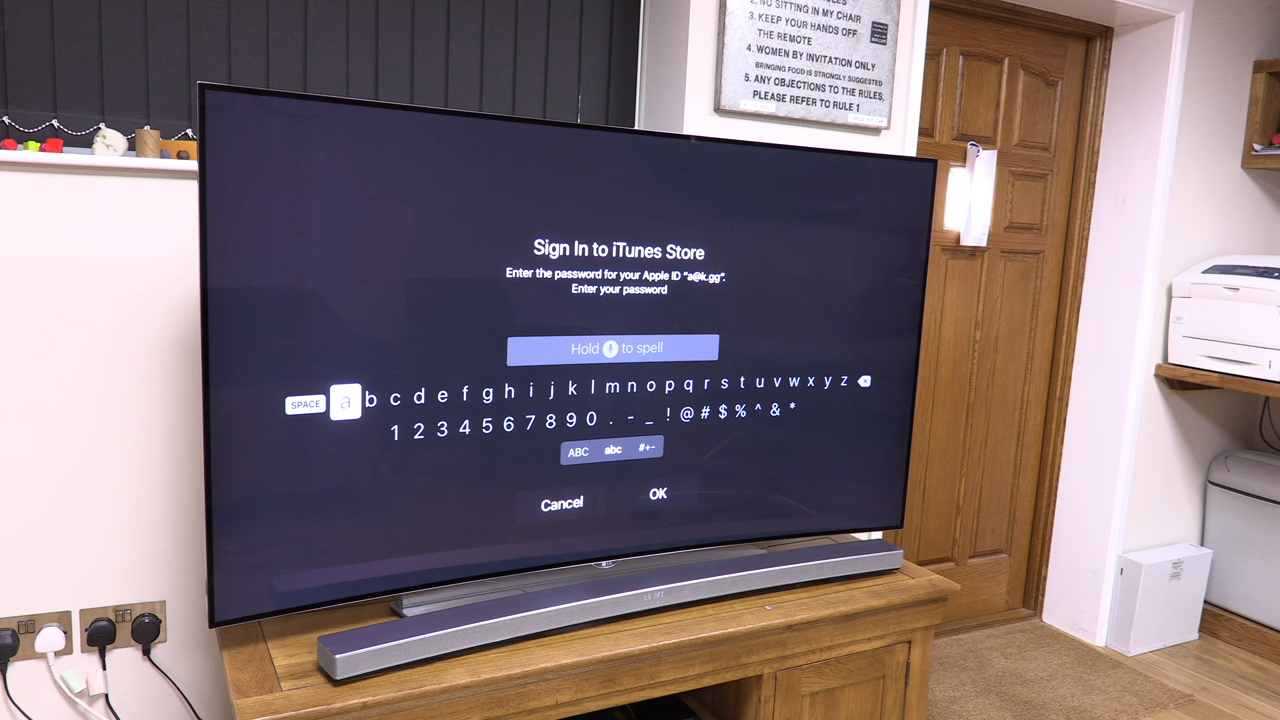 2. NO SITTING IN MY CHAIR
3. KEEP YOUR HANDS OFF
THE REMOTE
4. WOMEN BY INVITATION ONLY
BRINGING FOOD IS STRONGLY SUGGESTED
5. ANY OBJECTIONS TO THE RULES,
PLEASE REFER TO RULE 1
Sign In to iTunes Store
Enter the password for your Apple ID "a@k.gg".
Enter your password
Hold to spell
SPACE a b c d e f g h i j k l m n o p q r s t u v w x y z
1 2 3 4 5 6 7 8 9 0 . - _ ! @ # $ % ^ & *
ABC abc #+-
Cancel OK
LG